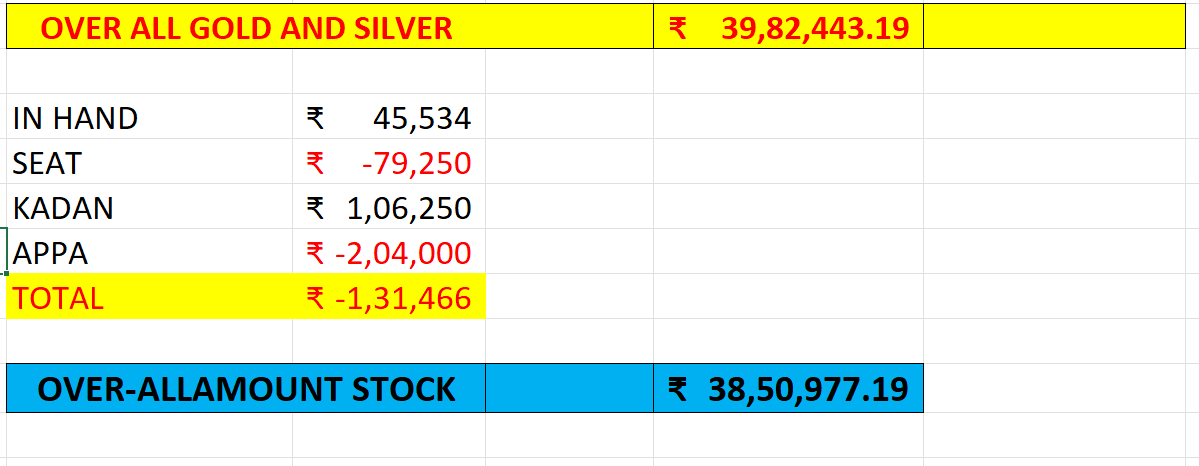 OVER ALL GOLD AND SILVER ₹ 39,82,443.19
IN HAND ₹ 45,534
SEAT ₹ -79,250
KADAN ₹ 1,06,250
APPA ₹ -2,04,000
TOTAL ₹ -1,31,466
OVER-ALLAMOUNT STOCK ₹ 38,50,977.19